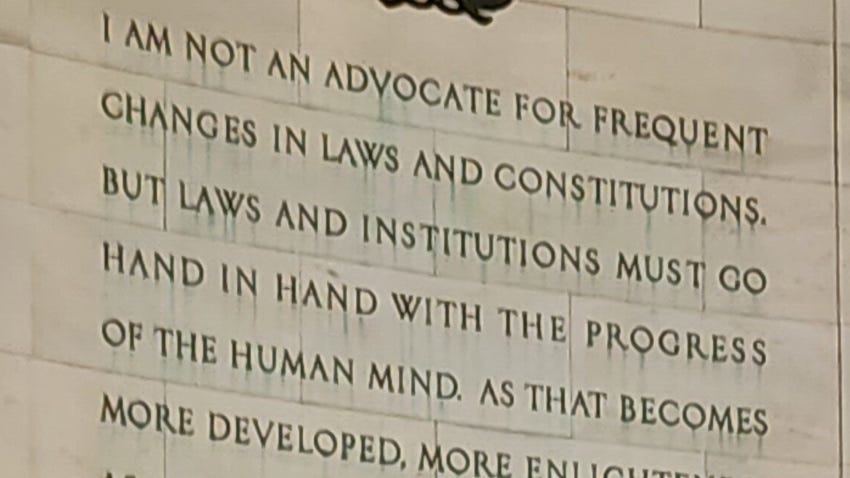 I AM NOT AN ADVOCATE FOR FREQUENT
CHANGES IN LAWS AND CONSTITUTIONS.
BUT LAWS AND INSTITUTIONS MUST GO
HAND IN HAND WITH THE PROGRESS
OF THE HUMAN MIND. AS THAT BECOMES
MORE DEVELOPED, MORE